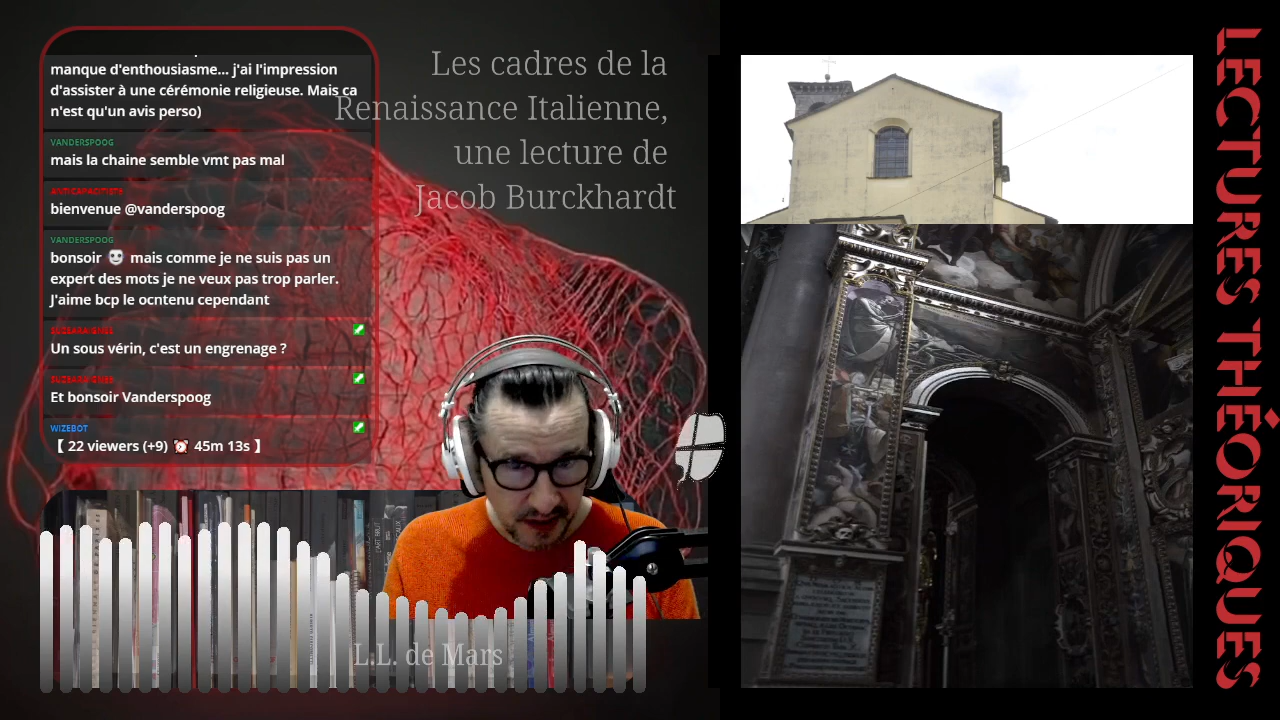 manque d'enthousiasme... j'ai l'impression
d'assister à une cérémonie religieuse. Mais ça
n'est qu'un avis perso)
VANDERSPOOG
mais la chaine semble vmt pas mal
ANTICAPACITISTE
bienvenue @vanderspoog
VANDERSPOOG
bonsoir mais comme je ne suis pas un
expert des mots je ne veux pas trop parler.
J'aime bcp le ocntenu cependant
SUZEARAIGNEE
Un sous vérin, c'est un engrenage ?
SUZEARAIGNEE
Et bonsoir Vanderspoog
WIZEBOT
【 22 viewers (+9) ⏰ 45m 13s 】
Les cadres de la
Renaissance Italienne,
une lecture de
Jacob Burckhardt
L.L. de Mars
LECTURES THÉORIQUES